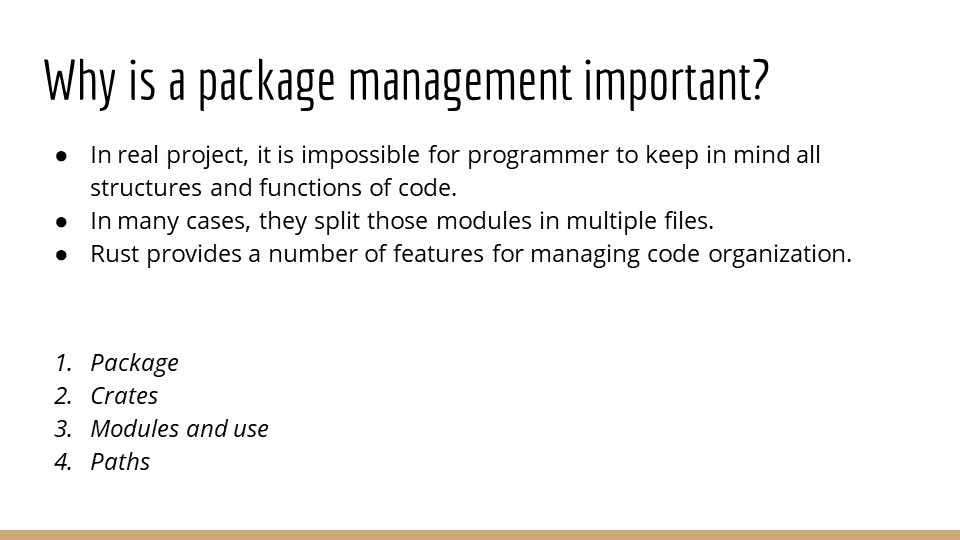 Why is a package management important?
● In real project, it is impossible for programmer to keep in mind all
structures and functions of code.
● In many cases, they split those modules in multiple files.
● Rust provides a number of features for managing code organization.
1. Package
2. Crates
3. Modules and use
4. Paths